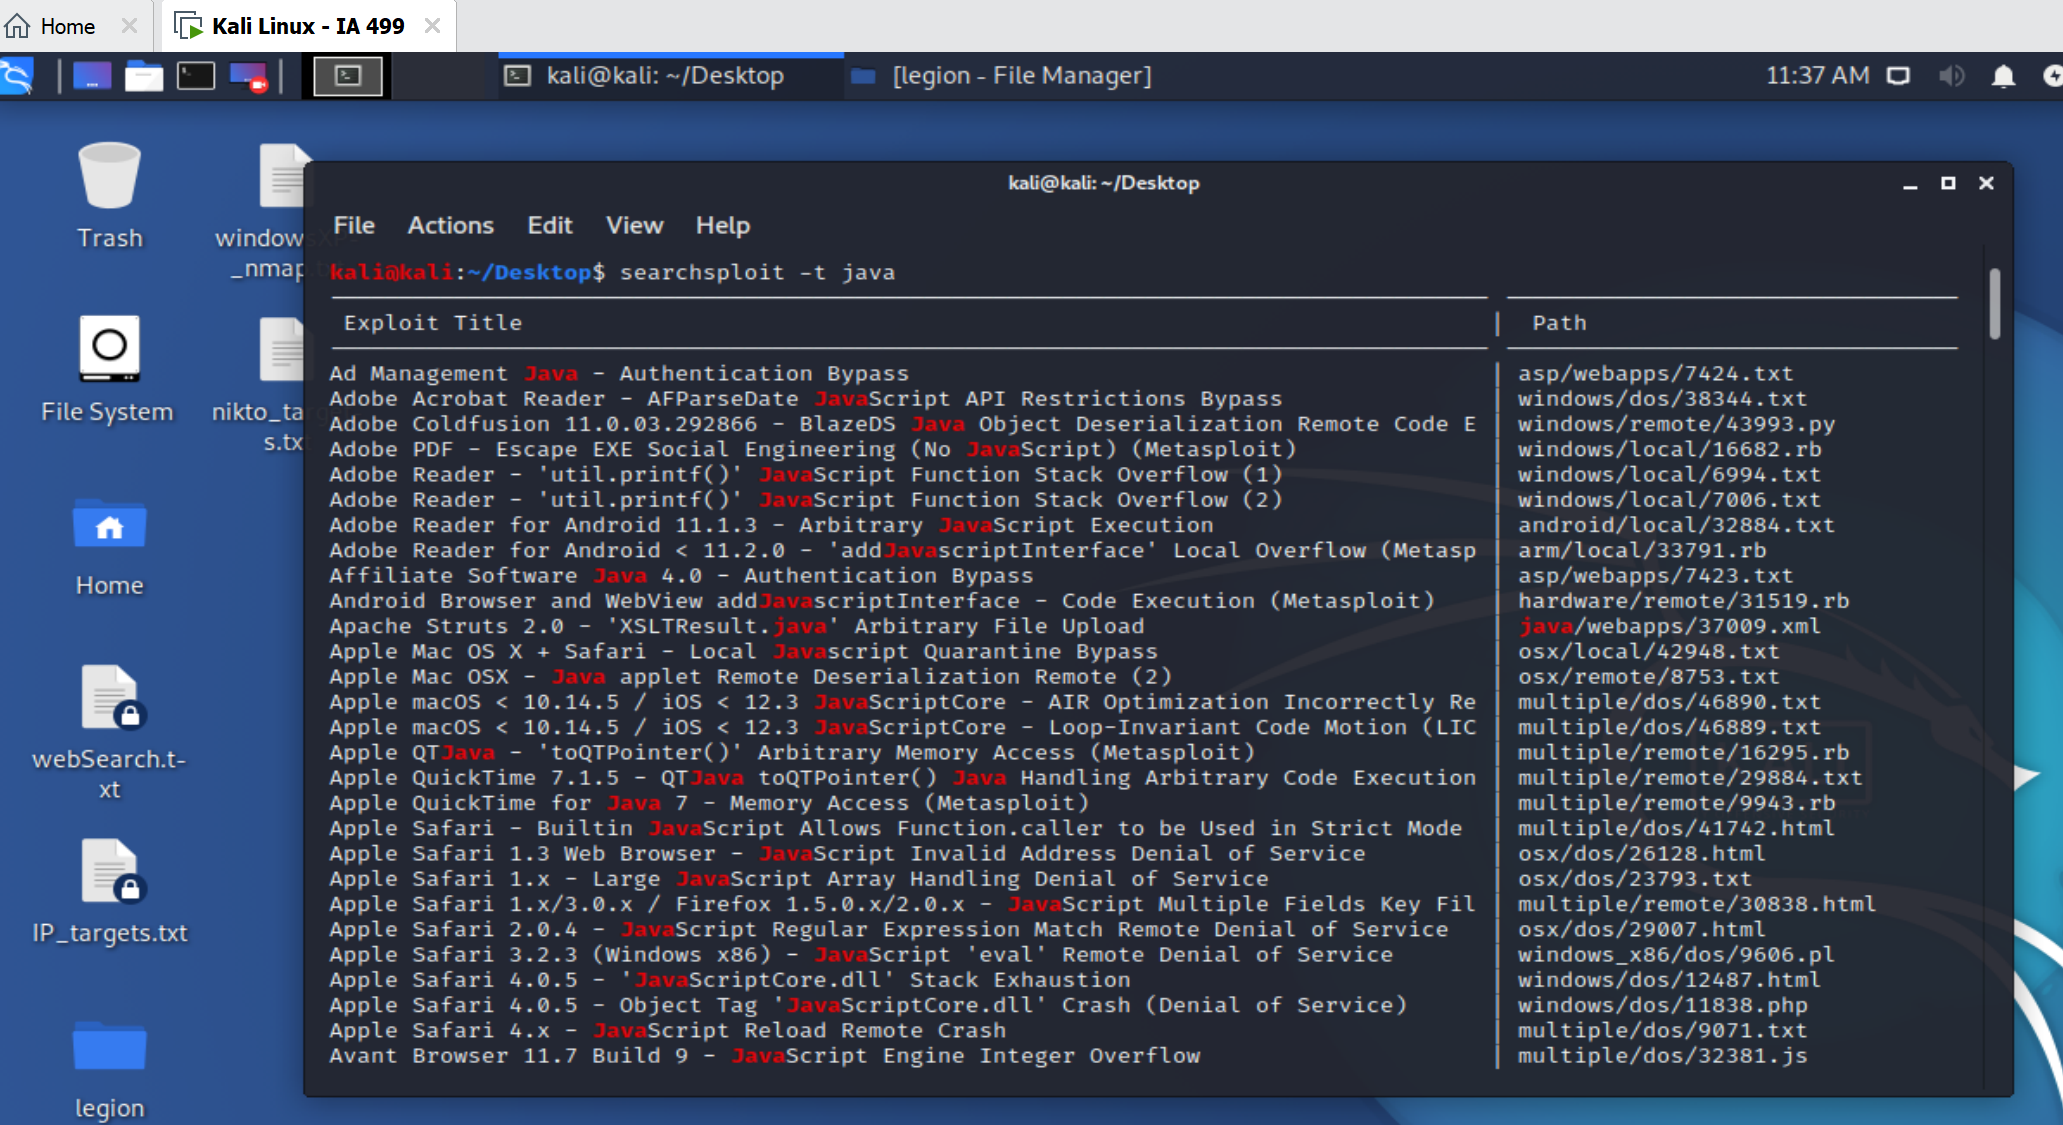 Home
Kali Linux - IA 499
kali@kali: ~/Desktop
[legion - File Manager]
11:37 AM
Trash
windowsXP-
_nmap.txt
File System
nikto_target
s.txt
Home
webSearch.t-
xt
IP_targets.txt
legion
kali@kali: ~/Desktop
File Actions Edit View Help
kali@kali:~/Desktop$ searchsploit -t java
Exploit Title | Path
Ad Management Java - Authentication Bypass | asp/webapps/7424.txt
Adobe Acrobat Reader - AFParseDate JavaScript API Restrictions Bypass | windows/dos/38344.txt
Adobe Coldfusion 11.0.03.292866 - BlazeDS Java Object Deserialization Remote Code E | windows/remote/43993.py
Adobe PDF - Escape EXE Social Engineering (No JavaScript) (Metasploit) | windows/local/16682.rb
Adobe Reader - 'util.printf()' JavaScript Function Stack Overflow (1) | windows/local/6994.txt
Adobe Reader - 'util.printf()' JavaScript Function Stack Overflow (2) | windows/local/7006.txt
Adobe Reader for Android 11.1.3 - Arbitrary JavaScript Execution | android/local/32884.txt
Adobe Reader for Android < 11.2.0 - 'addJavascriptInterface' Local Overflow (Metasp | arm/local/33791.rb
Affiliate Software Java 4.0 - Authentication Bypass | asp/webapps/7423.txt
Android Browser and WebView addJavascriptInterface - Code Execution (Metasploit) | hardware/remote/31519.rb
Apache Struts 2.0 - 'XSLTResult.java' Arbitrary File Upload | java/webapps/37009.xml
Apple Mac OS X + Safari - Local Javascript Quarantine Bypass | osx/local/42948.txt
Apple Mac OSX - Java applet Remote Deserialization Remote (2) | osx/remote/8753.txt
Apple macOS < 10.14.5 / iOS < 12.3 JavaScriptCore - AIR Optimization Incorrectly Re | multiple/dos/46890.txt
Apple macOS < 10.14.5 / iOS < 12.3 JavaScriptCore - Loop-Invariant Code Motion (LIC | multiple/dos/46889.txt
Apple QTJava - 'toQTPointer()' Arbitrary Memory Access (Metasploit) | multiple/remote/16295.rb
Apple QuickTime 7.1.5 - QTJava toQTPointer() Java Handling Arbitrary Code Execution | multiple/remote/29884.txt
Apple QuickTime for Java 7 - Memory Access (Metasploit) | multiple/remote/9943.rb
Apple Safari - Builtin JavaScript Allows Function.caller to be Used in Strict Mode | multiple/dos/41742.html
Apple Safari 1.3 Web Browser - JavaScript Invalid Address Denial of Service | osx/dos/26128.html
Apple Safari 1.x - Large JavaScript Array Handling Denial of Service | osx/dos/23793.txt
Apple Safari 1.x/3.0.x / Firefox 1.5.0.x/2.0.x - JavaScript Multiple Fields Key Fil | multiple/remote/30838.html
Apple Safari 2.0.4 - JavaScript Regular Expression Match Remote Denial of Service | osx/dos/29007.html
Apple Safari 3.2.3 (Windows x86) - JavaScript 'eval' Remote Denial of Service | windows_x86/dos/9606.pl
Apple Safari 4.0.5 - 'JavaScriptCore.dll' Stack Exhaustion | windows/dos/12487.html
Apple Safari 4.0.5 - Object Tag 'JavaScriptCore.dll' Crash (Denial of Service) | windows/dos/11838.php
Apple Safari 4.x - JavaScript Reload Remote Crash | multiple/dos/9071.txt
Avant Browser 11.7 Build 9 - JavaScript Engine Integer Overflow | multiple/dos/32381.js